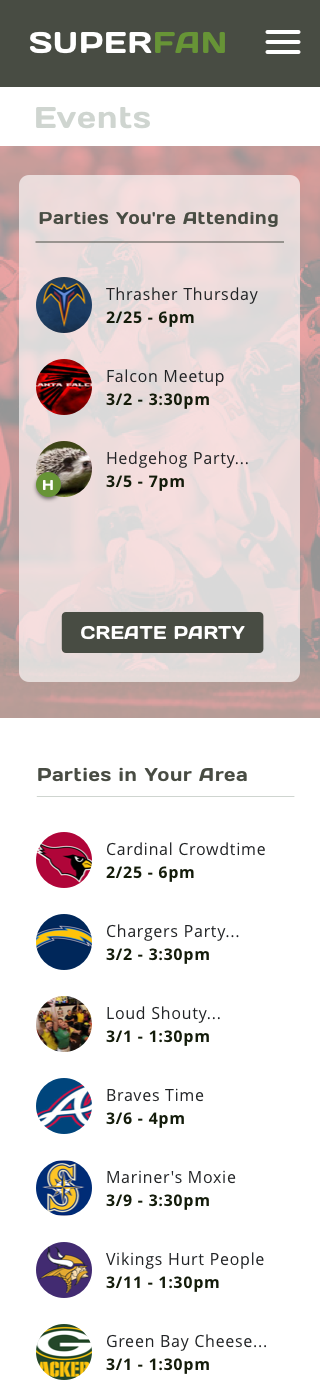 SUPERFAN
Events
Parties You're Attending
Thrasher Thursday
2/25 - 6pm
Falcon Meetup
3/2 - 3:30pm
Hedgehog Party...
H
3/5 - 7pm
CREATE PARTY
Parties in Your Area
Cardinal Crowdtime
2/25 - 6pm
Chargers Party...
3/2 - 3:30pm
Loud Shouty...
3/1 - 1:30pm
Braves Time
A
3/6 - 4pm
Mariner's Moxie
S
3/9 - 3:30pm
Vikings Hurt People
3/11 - 1:30pm
Green Bay Cheese...
G
ACKER
3/1 - 1:30pm